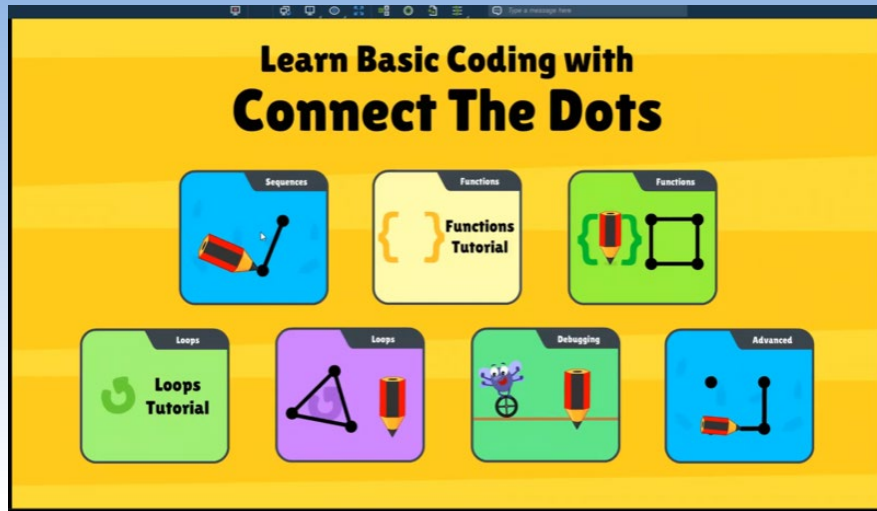 Type a message here
Learn Basic Coding with
Connect The Dots
Sequences
Functions
Functions
Tutorial
Functions
Loops
Loops
Tutorial
Loops
Debugging
Advanced